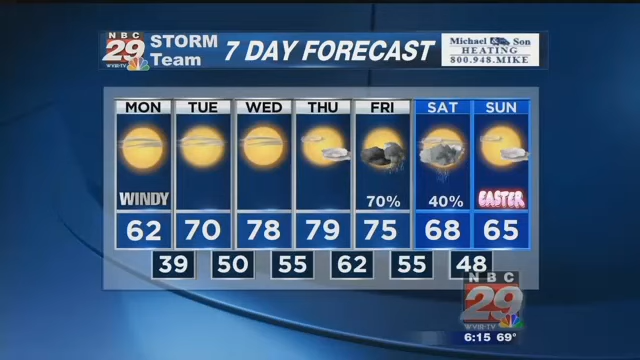 NBC
29
WVIR-TV
STORM
Team
7 DAY FORECAST
Michael & Son
HEATING
800.948.MIKE
MON TUE WED THU FRI SAT SUN
WINDY 70% 40% EASTER
62 70 78 79 75 68 65
39 50 55 62 55 48
NBC
29
WVIR-TV
6:15 69°